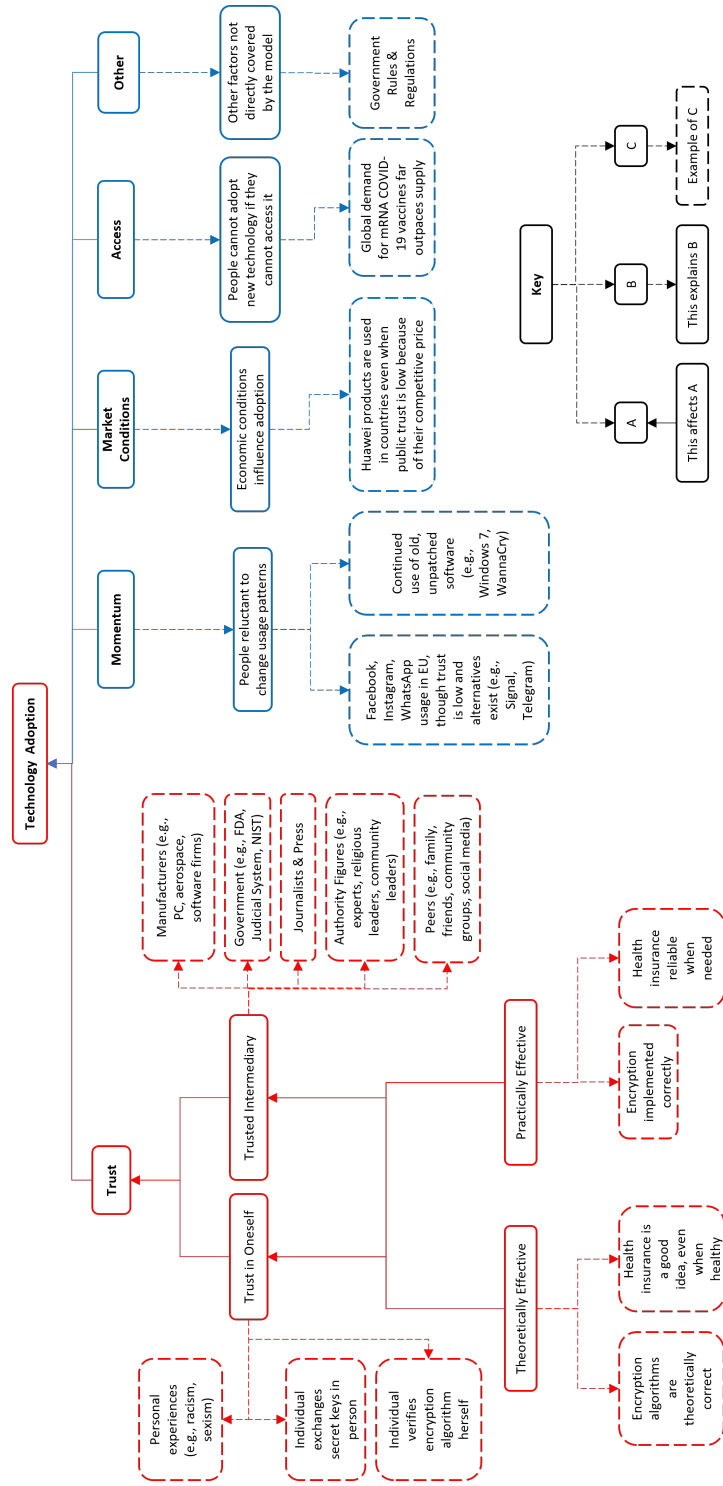 Technology Adoption
Trust
Momentum
Market
Conditions
Access
Other
Trust in Oneself
Trusted Intermediary
People reluctant to
change usage patterns
Economic conditions
influence adoption
People cannot adopt
new technology if they
cannot access it
Other factors not
directly covered
by the model
Personal
experiences
(e.g., racism,
sexism)
Individual
exchanges
secret keys in
person
Individual
verifies
encryption
algorithm
herself
Manufacturers (e.g.,
PC, aerospace,
software firms)
Government (e.g., FDA,
Judicial System, NIST)
Journalists & Press
Authority Figures (e.g.,
experts, religious
leaders, community
leaders)
Peers (e.g., family,
friends, community
groups, social media)
Facebook,
Instagram,
WhatsApp
usage in EU,
though trust
is low and
alternatives
exist (e.g.,
Signal,
Telegram)
Continued
use of old,
unpatched
software
(e.g.,
Windows 7,
WannaCry)
Huawei products are used
in countries even when
public trust is low because
of their competitive price
Global demand
for mRNA COVID-
19 vaccines far
outpaces supply
Government
Rules &
Regulations
Theoretically Effective
Practically Effective
Encryption
algorithms
are
theoretically
correct
Health
insurance is
a good
idea, even
when
healthy
Encryption
implemented
correctly
Health
insurance
reliable
when
needed
Key
A
B
C
This affects A
This explains B
Example of C